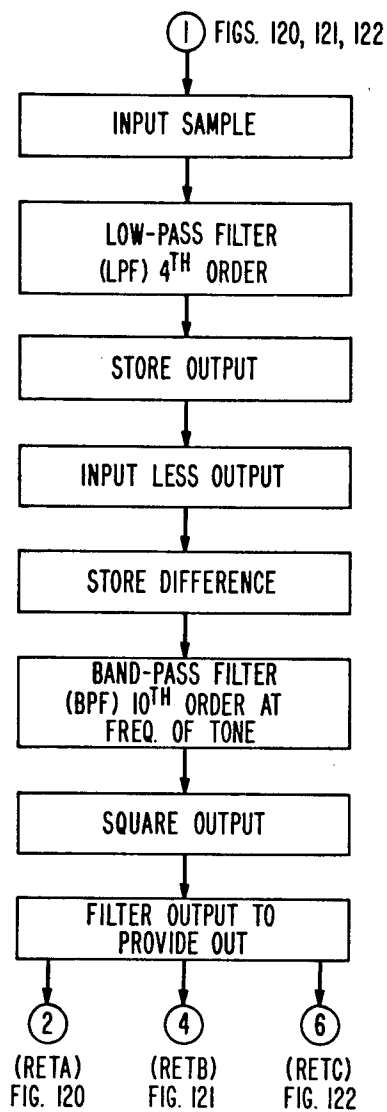 1 FIGS. 120, 121, 122
INPUT SAMPLE
LOW-PASS FILTER
(LPF) 4TH ORDER
STORE OUTPUT
INPUT LESS OUTPUT
STORE DIFFERENCE
BAND-PASS FILTER
(BPF) 10TH ORDER AT
FREQ. OF TONE
SQUARE OUTPUT
FILTER OUTPUT TO
PROVIDE OUT
2 4 6
(RETA) (RETB) (RETC)
FIG. 120 FIG. 121 FIG. 122